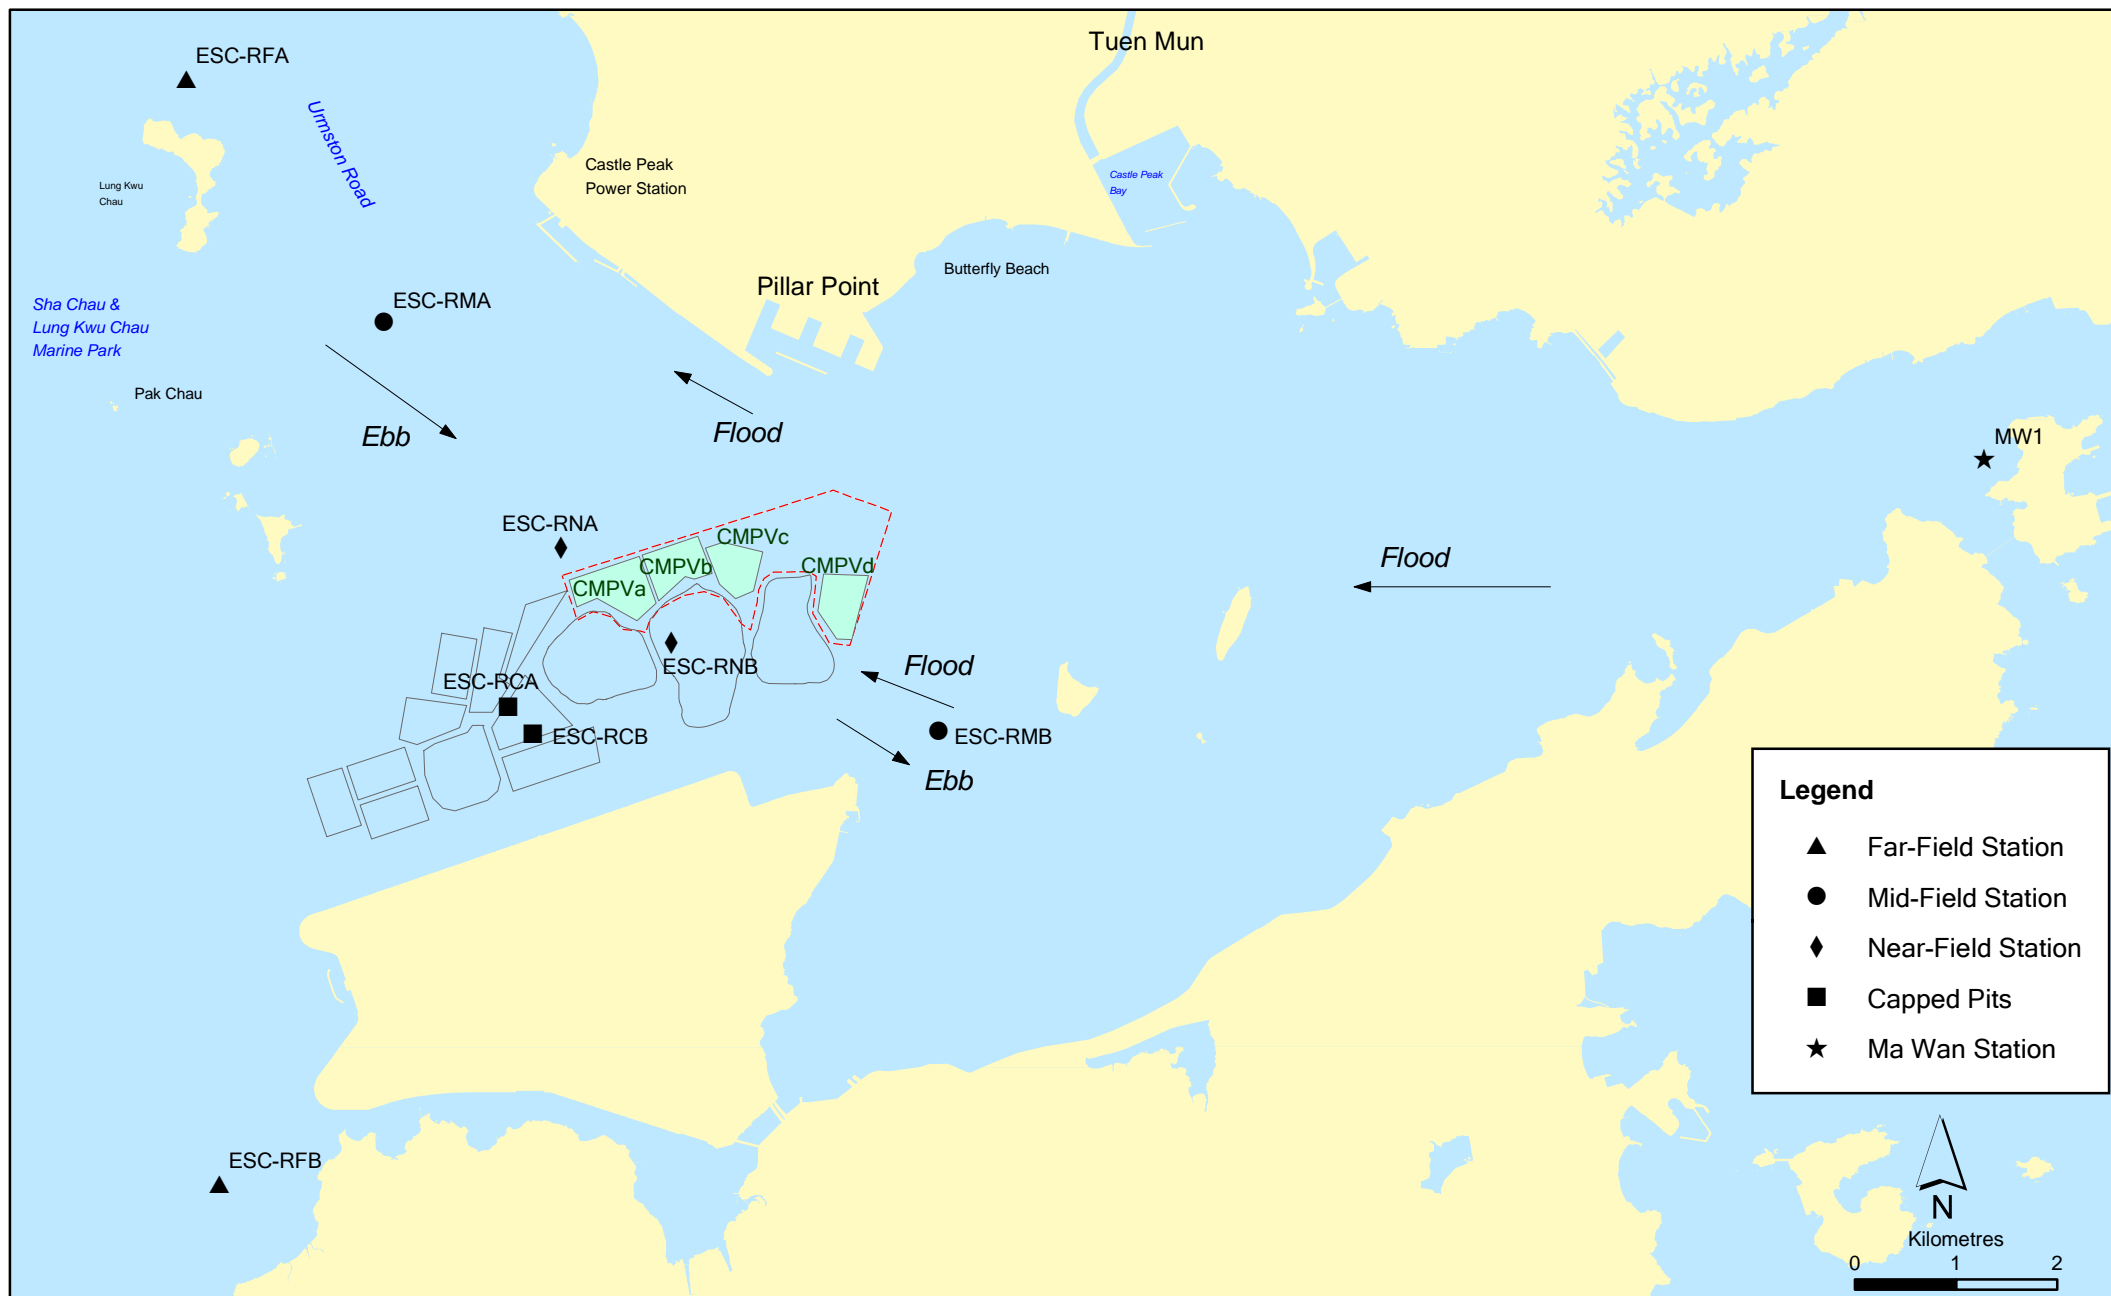 Tuen Mun
ESC-RFA
Urmston Road
Castle Peak
Power Station
Castle Peak
Bay
Lung Kwu
Chau
Butterfly Beach
Pillar Point
Sha Chau &
Lung Kwu Chau
Marine Park
ESC-RMA
Pak Chau
Ebb
Flood
MW1
ESC-RNA
CMPVc
CMPVb
CMPVd
CMPVa
Flood
ESC-RNB
Flood
ESC-RCA
ESC-RCB
ESC-RMB
Ebb
Legend
Far-Field Station
Mid-Field Station
Near-Field Station
Capped Pits
Ma Wan Station
ESC-RFB
N
Kilometres
0 1 2